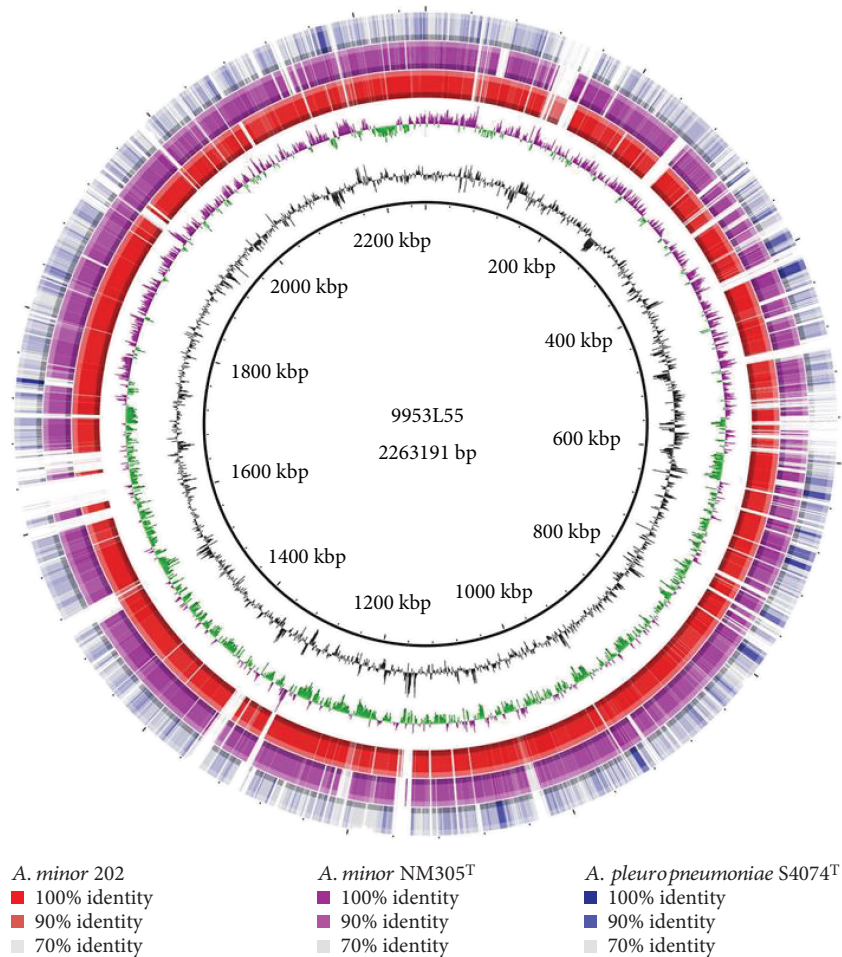 2200 kbp
200 kbp
2000 kbp
400 kbp
1800 kbp
9953L55
600 kbp
2263191 bp
1600 kbp
800 kbp
1400 kbp
1000 kbp
1200 kbp
A. minor 202
100% identity
90% identity
70% identity
A. minor NM305ᵀ
100% identity
90% identity
70% identity
A. pleuropneumoniae S4074ᵀ
100% identity
90% identity
70% identity